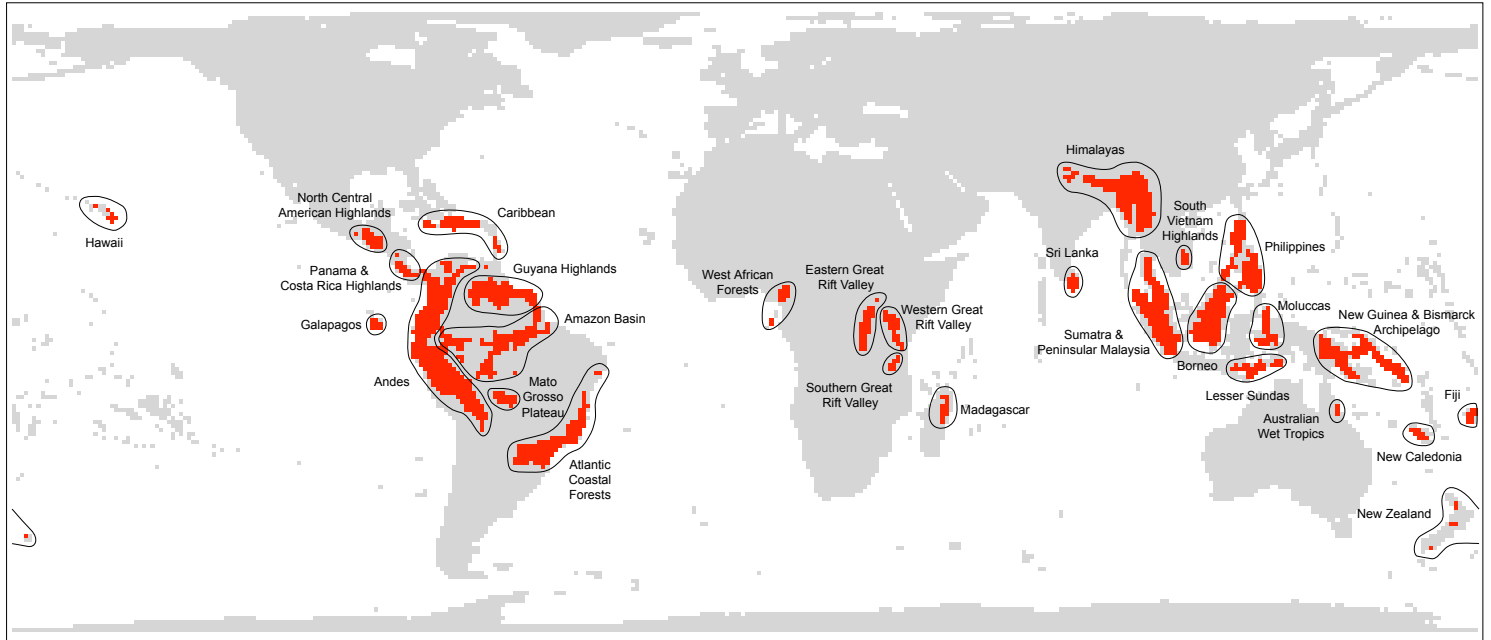 Himalayas
North Central
American Highlands
Caribbean
South
Vietnam
Highlands
Hawaii
Philippines
Sri Lanka
Panama &
Costa Rica Highlands
Guyana Highlands
West African
Forests
Eastern Great
Rift Valley
Western Great
Rift Valley
Moluccas
Galapagos
Amazon Basin
New Guinea & Bismarck
Archipelago
Sumatra &
Peninsular Malaysia
Borneo
Andes
Mato
Grosso
Plateau
Southern Great
Rift Valley
Lesser Sundas
Fiji
Madagascar
Australian
Wet Tropics
New Caledonia
Atlantic
Coastal
Forests
New Zealand